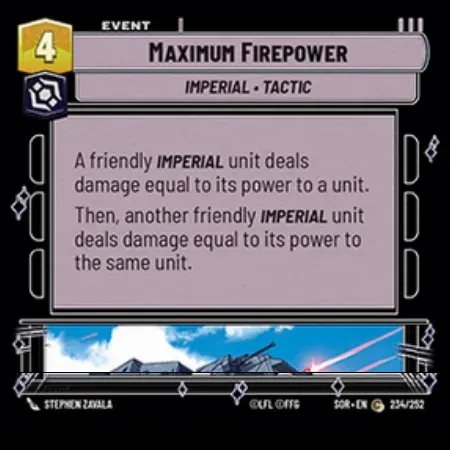 EVENT
4
MAXIMUM FIREPOWER
IMPERIAL • TACTIC
A friendly IMPERIAL unit deals
damage equal to its power to a unit.
Then, another friendly IMPERIAL unit
deals damage equal to its power to
the same unit.
STEPHEN ZAVALA ©LFL ©FFG SOR • EN C 234/252